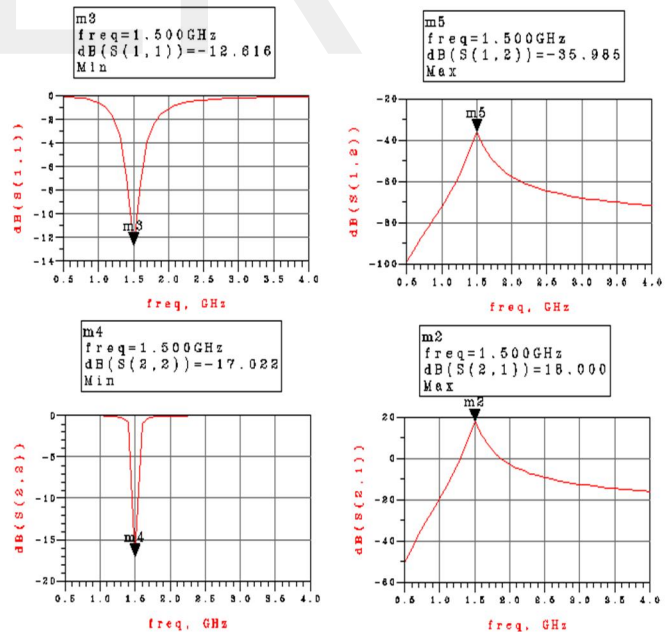 m3
freq=1.500GHz
dB(S(1,1))=-12.616
Min
0
-2
-4
-6
-8
-10
-12
-14
m3
0.5 1.0 1.5 2.0 2.5 3.0 3.5 4.0
freq, GHz
dB(S(1,1))
m5
freq=1.500GHz
dB(S(1,2))=-35.985
Max
-20
-40
-60
-80
-100
m5
0.5 1.0 1.5 2.0 2.5 3.0 3.5 4.0
freq, GHz
dB(S(1,2))
m4
freq=1.500GHz
dB(S(2,2))=-17.022
Min
0
-5
-10
-15
-20
m4
0.5 1.0 1.5 2.0 2.5 3.0 3.5 4.0
freq, GHz
dB(S(2,2))
m2
freq=1.500GHz
dB(S(2,1))=18.000
Max
20
0
-20
-40
-60
m2
0.5 1.0 1.5 2.0 2.5 3.0 3.5 4.0
freq, GHz
dB(S(2,1))